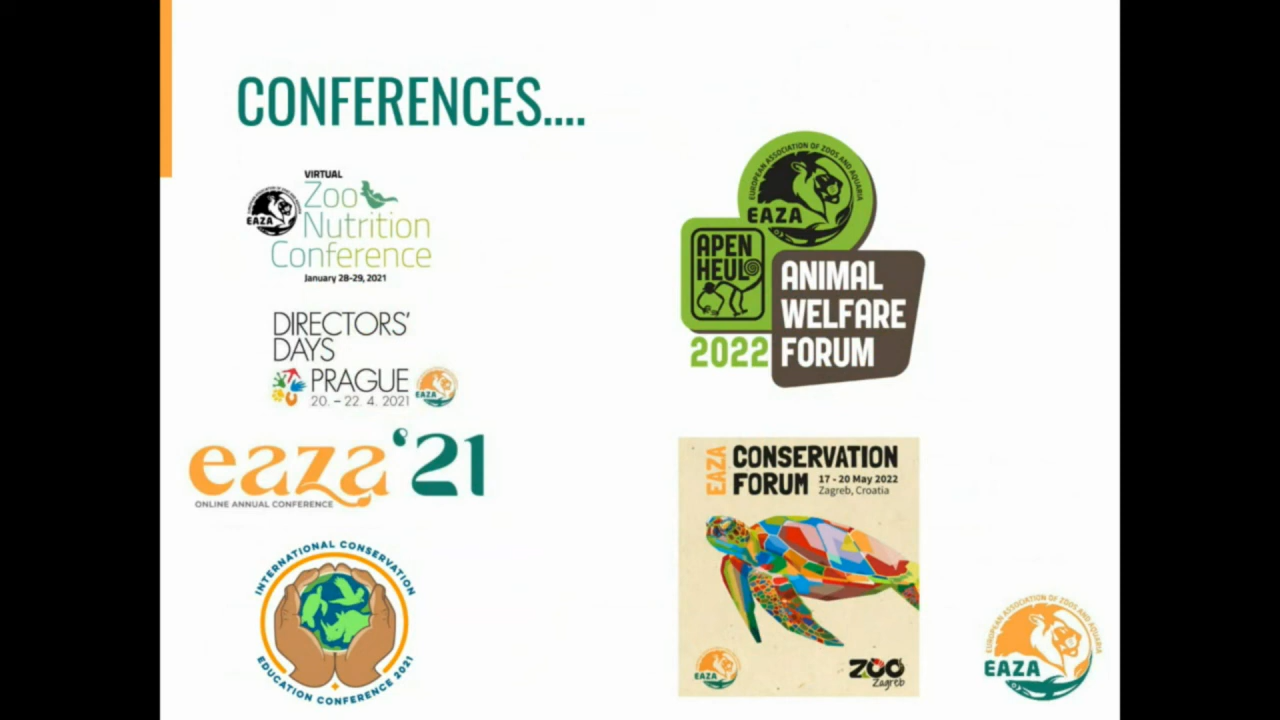 CONFERENCES....
VIRTUAL
Zoo
Nutrition
Conference
EAZA
January 28-29, 2021
DIRECTORS'
DAYS
PRAGUE
20. – 22. 4. 2021
EAZA
eaza '21
ONLINE ANNUAL CONFERENCE
INTERNATIONAL CONSERVATION
EDUCATION CONFERENCE 2021
EUROPEAN ASSOCIATION OF ZOOS AND AQUARIA
EAZA
APEN
HEUL
ANIMAL
WELFARE
2022 FORUM
EAZA
CONSERVATION
FORUM
17 - 20 May 2022
Zagreb, Croatia
EAZA
ZOO
Zagreb
EUROPEAN ASSOCIATION OF ZOOS AND AQUARIA
EAZA